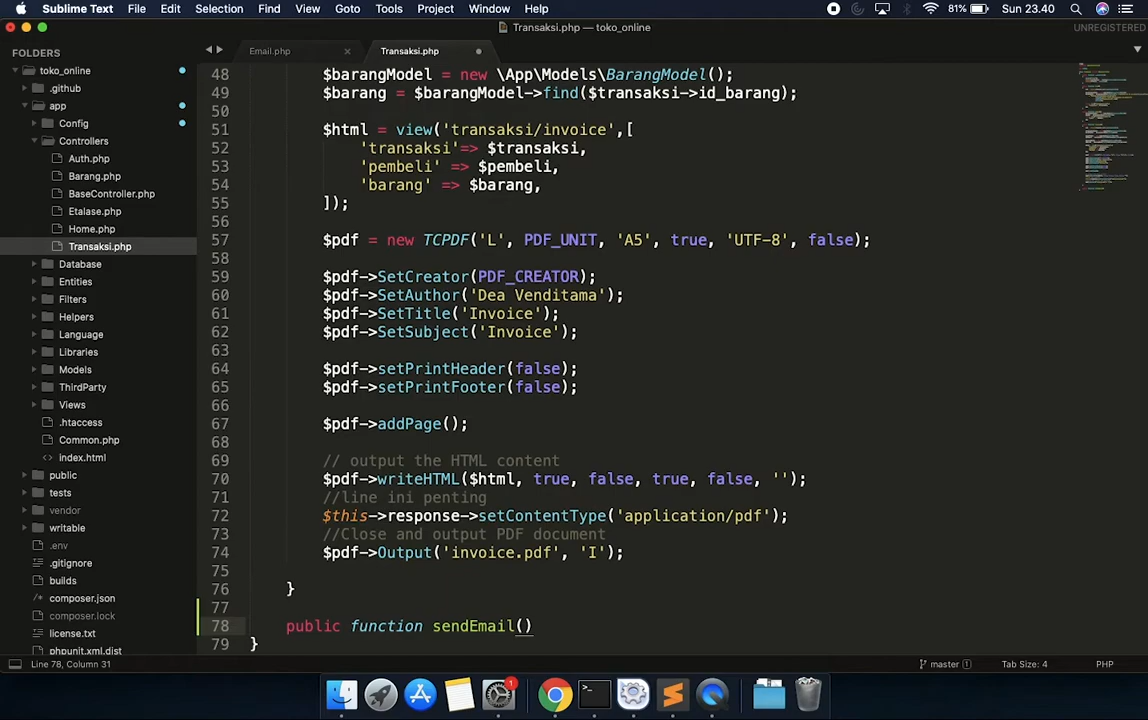 Sublime Text File Edit Selection Find View Goto Tools Project Window Help 81% Sun 23.40
Transaksi.php — toko_online UNREGISTERED
FOLDERS
toko_online
.github
app
Config
Controllers
Auth.php
Barang.php
BaseController.php
Etalase.php
Home.php
Transaksi.php
Database
Entities
Filters
Helpers
Language
Libraries
Models
ThirdParty
Views
.htaccess
Common.php
index.html
public
tests
vendor
writable
.env
.gitignore
builds
composer.json
composer.lock
license.txt
phpunit.xml.dist
Email.php × Transaksi.php
48 $barangModel = new \App\Models\BarangModel();
49 $barang = $barangModel->find($transaksi->id_barang);
50
51 $html = view('transaksi/invoice',[
52 'transaksi'=> $transaksi,
53 'pembeli' => $pembeli,
54 'barang' => $barang,
55 ]);
56
57 $pdf = new TCPDF('L', PDF_UNIT, 'A5', true, 'UTF-8', false);
58
59 $pdf->SetCreator(PDF_CREATOR);
60 $pdf->SetAuthor('Dea Venditama');
61 $pdf->SetTitle('Invoice');
62 $pdf->SetSubject('Invoice');
63
64 $pdf->setPrintHeader(false);
65 $pdf->setPrintFooter(false);
66
67 $pdf->addPage();
68
69 // output the HTML content
70 $pdf->writeHTML($html, true, false, true, false, '');
71 //line ini penting
72 $this->response->setContentType('application/pdf');
73 //Close and output PDF document
74 $pdf->Output('invoice.pdf', 'I');
75
76 }
77
78 public function sendEmail()
79 }
Line 78, Column 31 master 1 Tab Size: 4 PHP
1